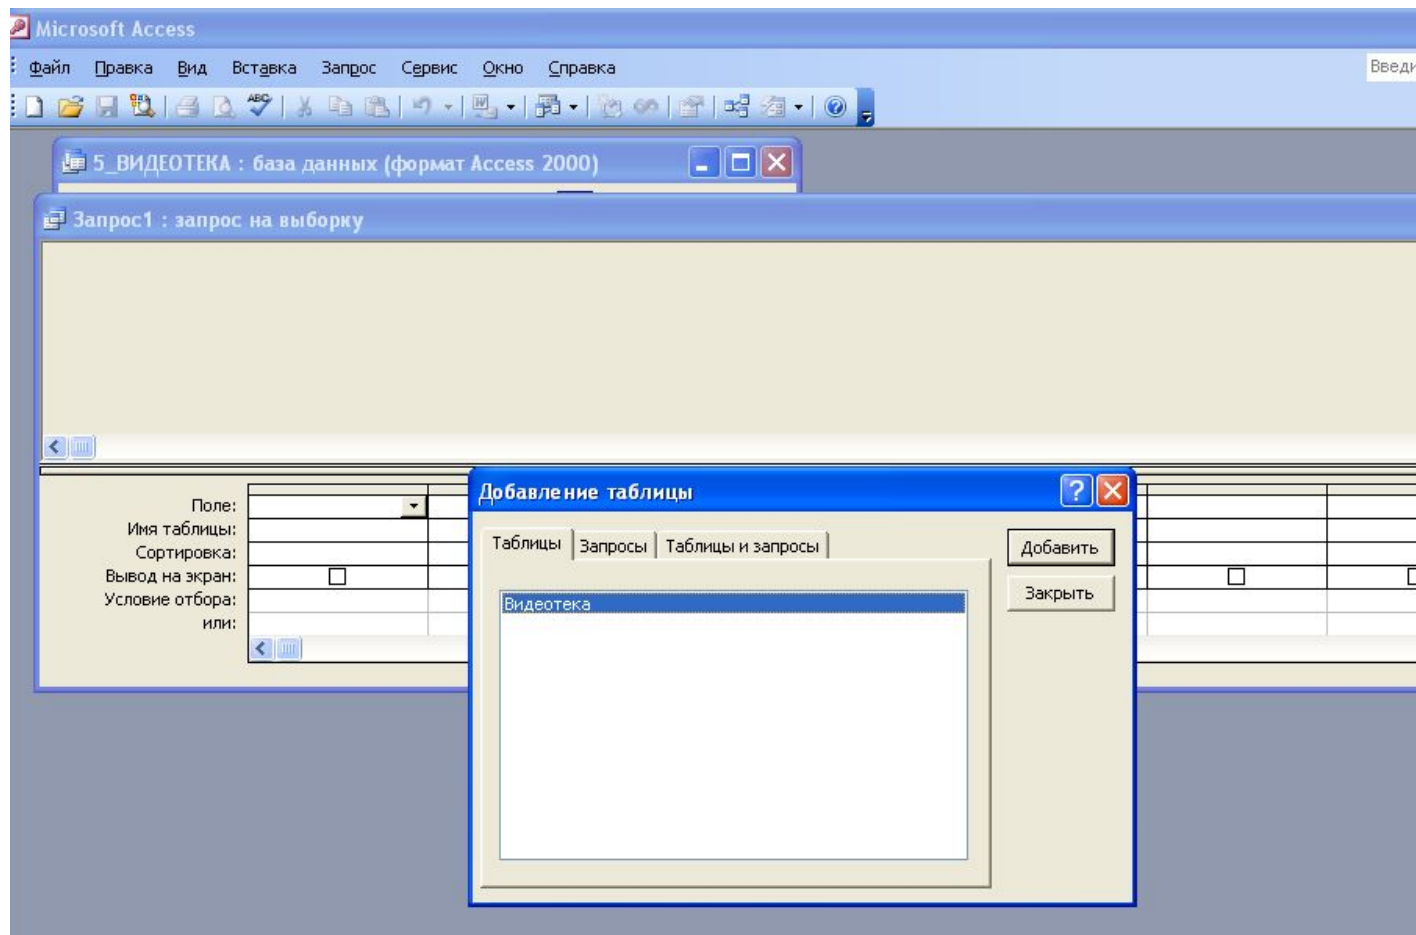 Microsoft Access
Файл Правка Вид Вставка Запрос Сервис Окно Справка
5_ВИДЕОТЕКА : база данных (формат Access 2000)
Запрос1 : запрос на выборку
Поле:
Имя таблицы:
Сортировка:
Вывод на экран:
Условие отбора:
или:
Добавление таблицы
Таблицы Запросы Таблицы и запросы
Видеотека
Добавить
Закрыть